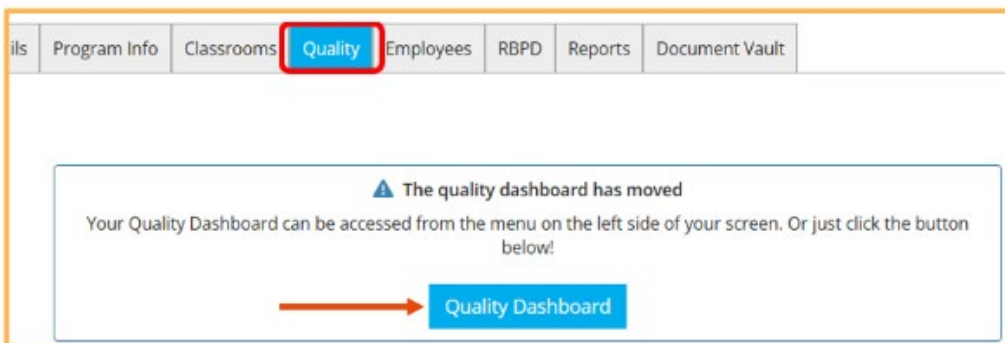 ils Program Info Classrooms Quality Employees RBPD Reports Document Vault
The quality dashboard has moved
Your Quality Dashboard can be accessed from the menu on the left side of your screen. Or just click the button
below!
Quality Dashboard